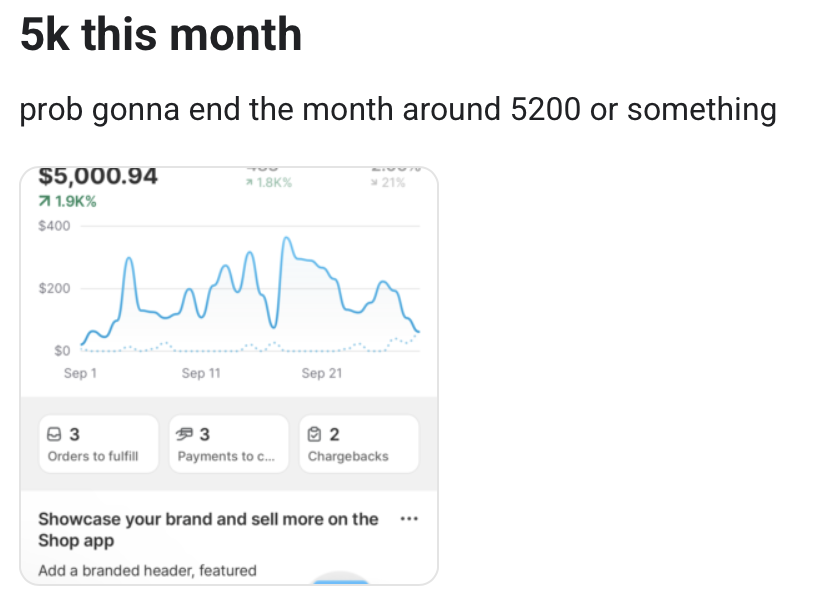 5k this month
prob gonna end the month around 5200 or something
$5,000.94
1.8K% 21%
1.9K%
$400
$200
$0
Sep 1 Sep 11 Sep 21
3 3 2
Orders to fulfill Payments to c... Chargebacks
Showcase your brand and sell more on the
Shop app
Add a branded header, featured